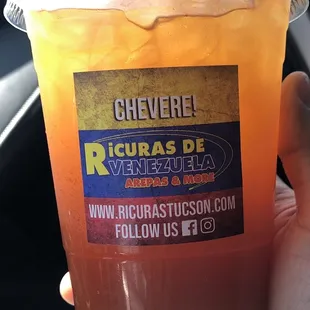 CHEVERE!
RICURAS DE
VENEZUELA
AREPAS & MORE
WWW.RICURASTUCSON.COM
FOLLOW US